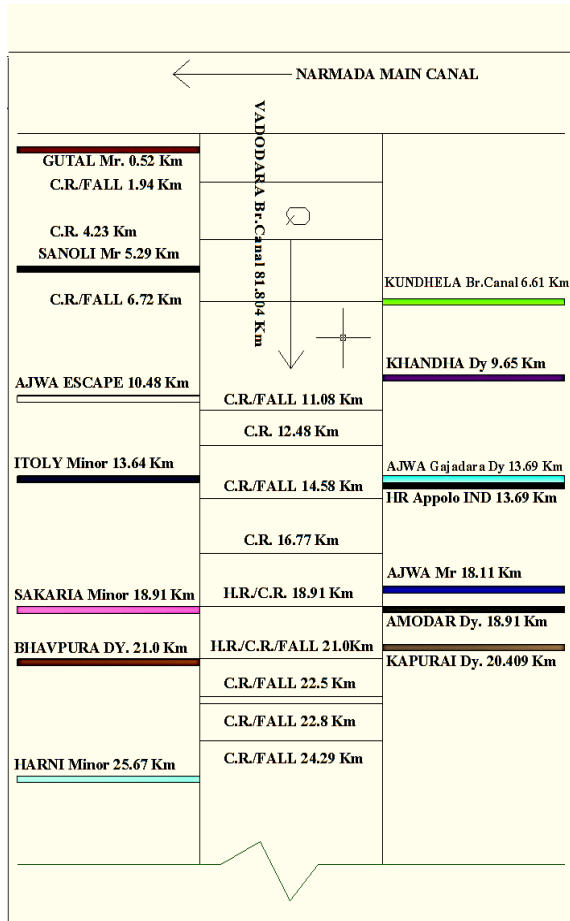 NARMADA MAIN CANAL
VADODARA Br.Canal 81.804 Km
Q
GUTAL Mr. 0.52 Km
C.R./FALL 1.94 Km
C.R. 4.23 Km
SANOLI Mr 5.29 Km
KUNDHELA Br.Canal 6.61 Km
C.R./FALL 6.72 Km
KHANDHA Dy 9.65 Km
AJWA ESCAPE 10.48 Km
C.R./FALL 11.08 Km
C.R. 12.48 Km
ITOLY Minor 13.64 Km
AJWA Gajadara Dy 13.69 Km
C.R./FALL 14.58 Km
HR Appolo IND 13.69 Km
C.R. 16.77 Km
AJWA Mr 18.11 Km
SAKARIA Minor 18.91 Km
H.R./C.R. 18.91 Km
AMODAR Dy. 18.91 Km
BHAVPURA DY. 21.0 Km
H.R./C.R./FALL 21.0Km
KAPURAI Dy. 20.409 Km
C.R./FALL 22.5 Km
C.R./FALL 22.8 Km
C.R./FALL 24.29 Km
HARNI Minor 25.67 Km